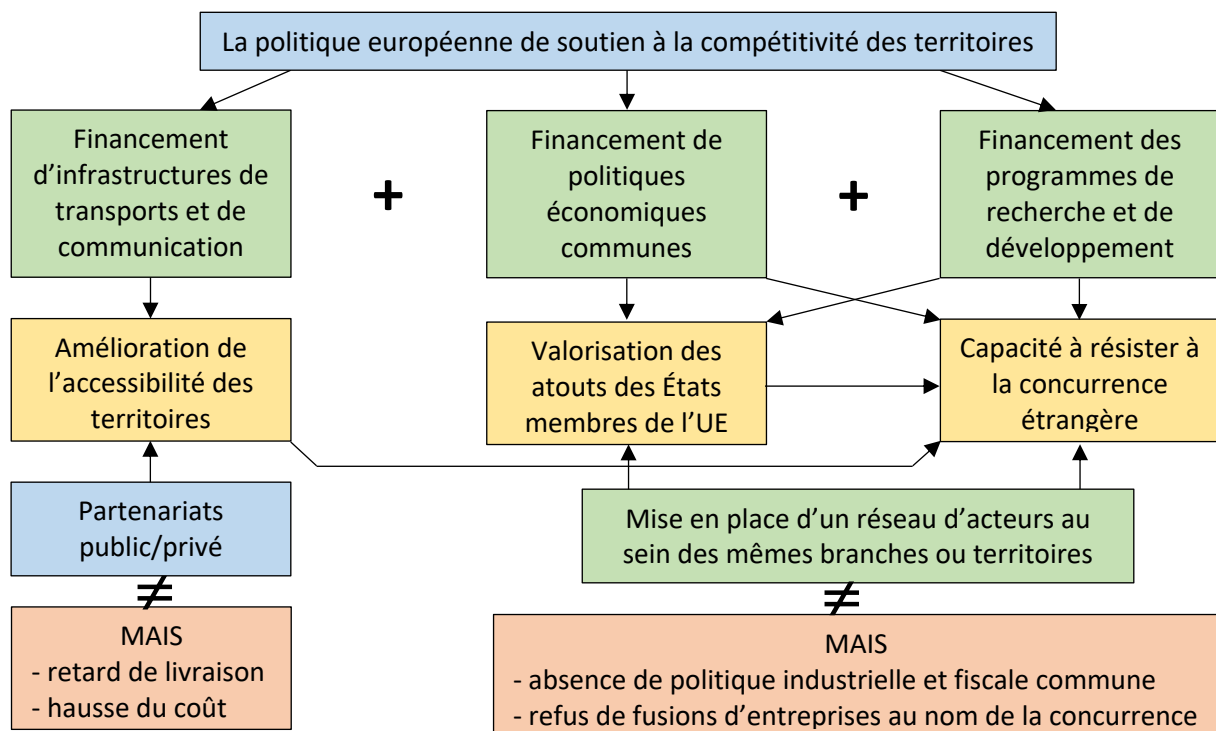 La politique européenne de soutien à la compétitivité des territoires
Financement
d’infrastructures de
transports et de
communication
+
Financement de
politiques
économiques
communes
+
Financement des
programmes de
recherche et de
développement
Amélioration de
l’accessibilité des
territoires
Valorisation des
atouts des États
membres de l’UE
Capacité à résister à
la concurrence
étrangère
Partenariats
public/privé
Mise en place d’un réseau d’acteurs au
sein des mêmes branches ou territoires
≠
≠
MAIS
- retard de livraison
- hausse du coût
MAIS
- absence de politique industrielle et fiscale commune
- refus de fusions d’entreprises au nom de la concurrence